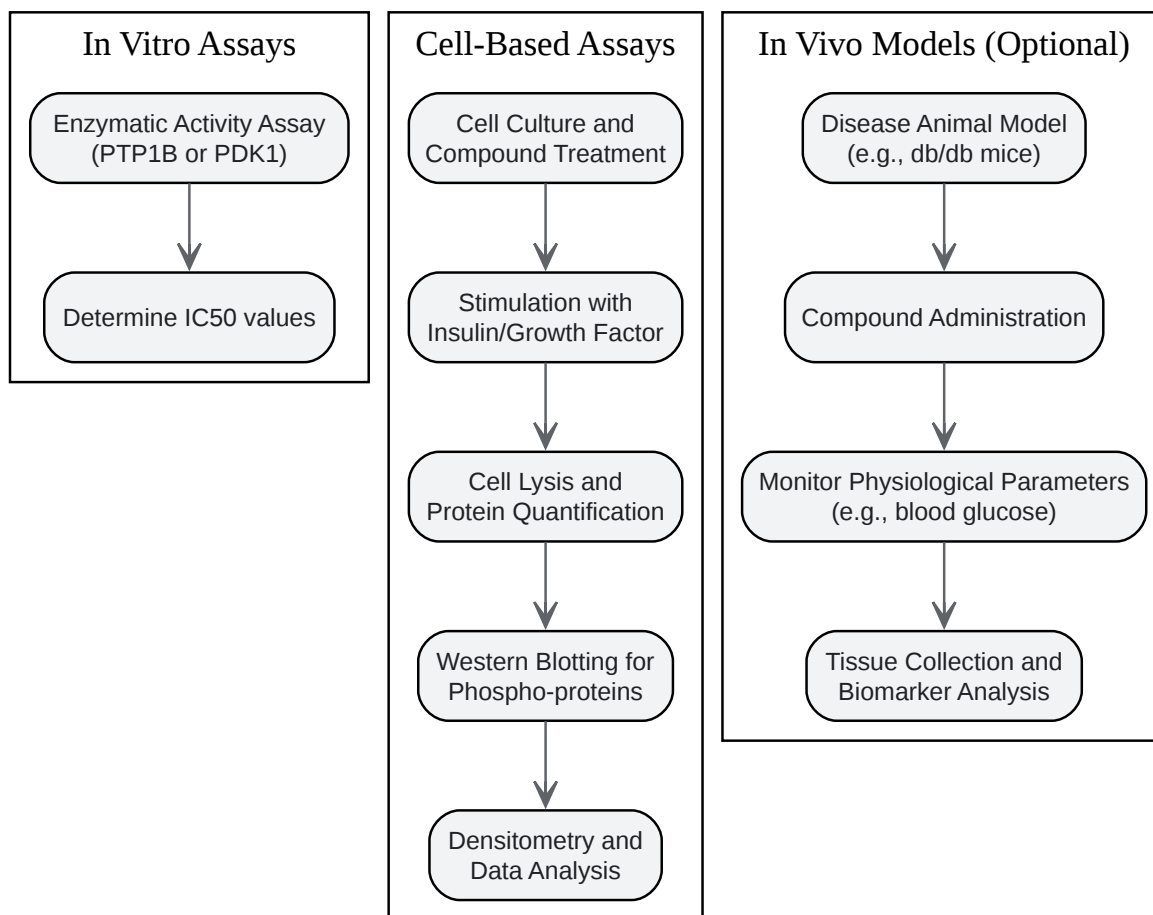 In Vitro Assays
Enzymatic Activity Assay
(PTP1B or PDK1)
Determine IC50 values
Cell-Based Assays
Cell Culture and
Compound Treatment
Stimulation with
Insulin/Growth Factor
Cell Lysis and
Protein Quantification
Western Blotting for
Phospho-proteins
Densitometry and
Data Analysis
In Vivo Models (Optional)
Disease Animal Model
(e.g., db/db mice)
Compound Administration
Monitor Physiological Parameters
(e.g., blood glucose)
Tissue Collection and
Biomarker Analysis